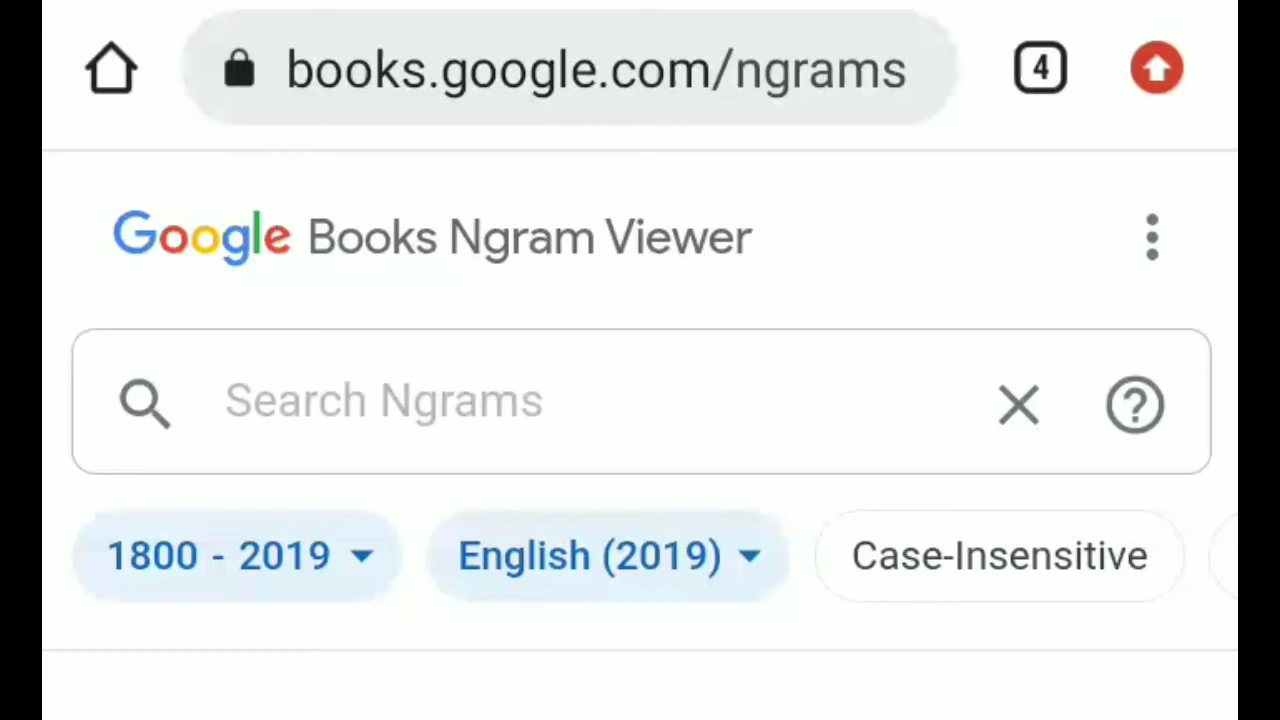 books.google.com/ngrams 4
Google Books Ngram Viewer
Search Ngrams
1800 - 2019 English (2019) Case-Insensitive